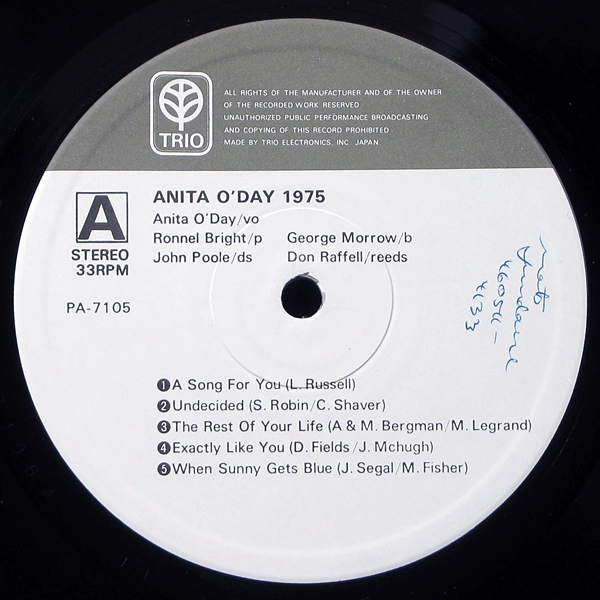 TRIO
ALL RIGHTS OF THE MANUFACTURER AND OF THE OWNER
OF THE RECORDED WORK RESERVED
UNAUTHORIZED PUBLIC PERFORMANCE BROADCASTING
AND COPYING OF THIS RECORD PROHIBITED
MADE BY TRIO ELECTRONICS, INC. JAPAN
A
STEREO
33RPM
PA-7105
ANITA O'DAY 1975
Anita O'Day/vo
Ronnel Bright/p George Morrow/b
John Poole/ds Don Raffell/reeds
❶A Song For You (L. Russell)
❷Undecided (S. Robin/C. Shaver)
❸The Rest Of Your Life (A & M. Bergman/M. Legrand)
❹Exactly Like You (D. Fields/J. Mchugh)
❺When Sunny Gets Blue (J. Segal/M. Fisher)